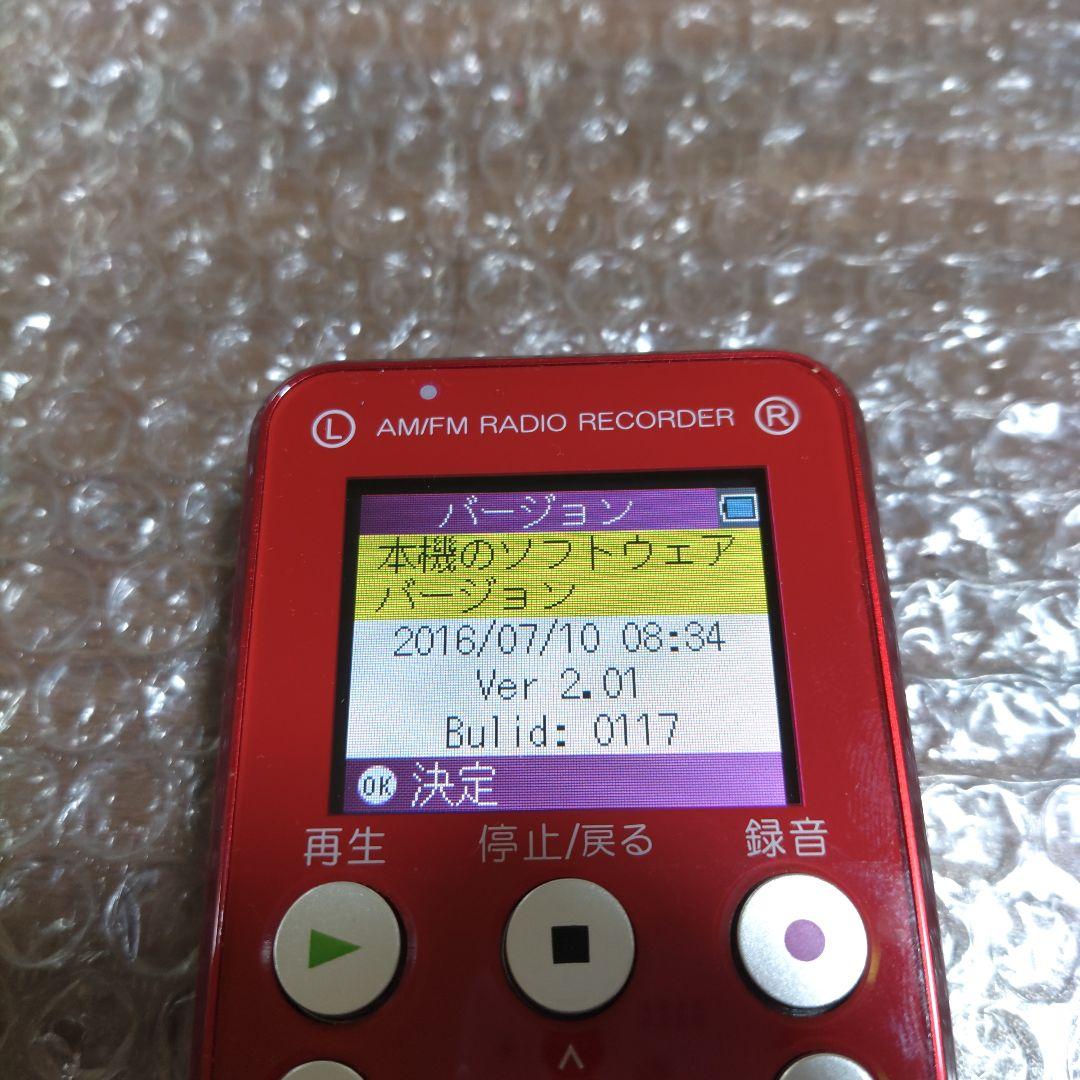 L AM/FM RADIO RECORDER R
バージョン
本機のソフトウェア
バージョン
2016/07/10 08:34
Ver 2.01
Bulid: 0117
OK 決定
再生 停止/戻る 録音